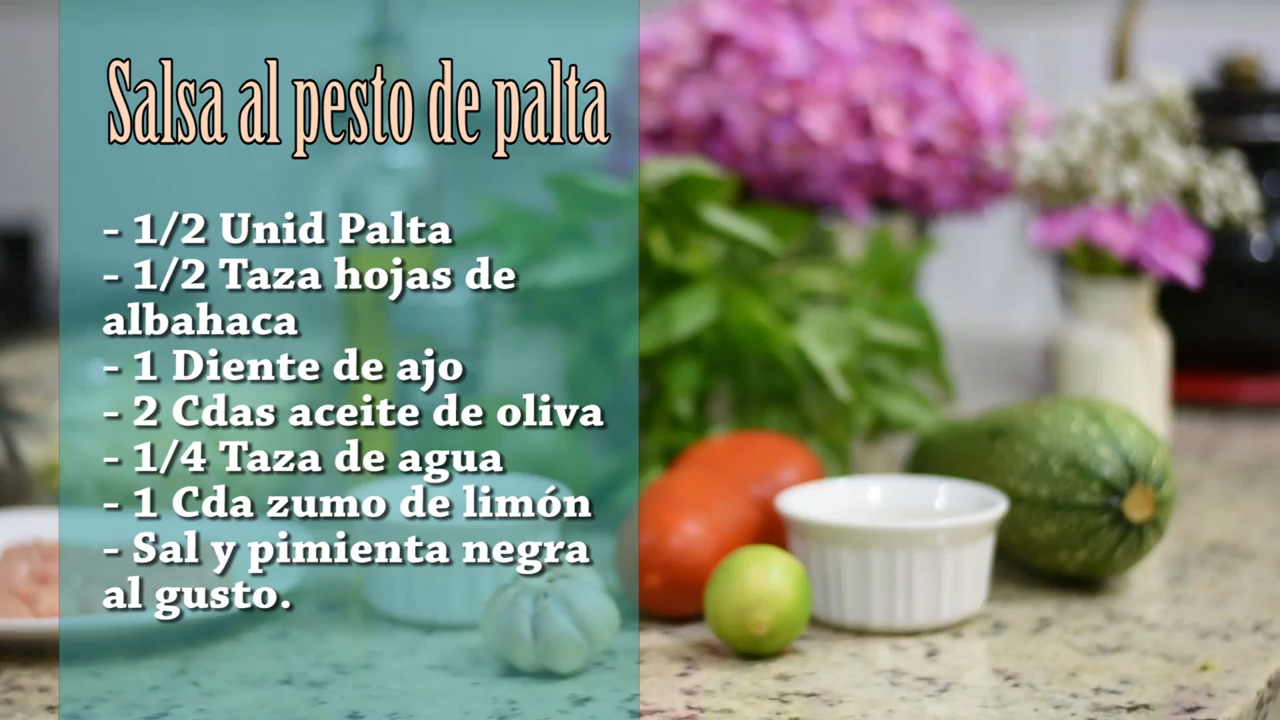 Salsa al pesto de palta
- 1/2 Unid Palta
- 1/2 Taza hojas de
albahaca
- 1 Diente de ajo
- 2 Cdas aceite de oliva
- 1/4 Taza de agua
- 1 Cda zumo de limón
- Sal y pimienta negra
al gusto.